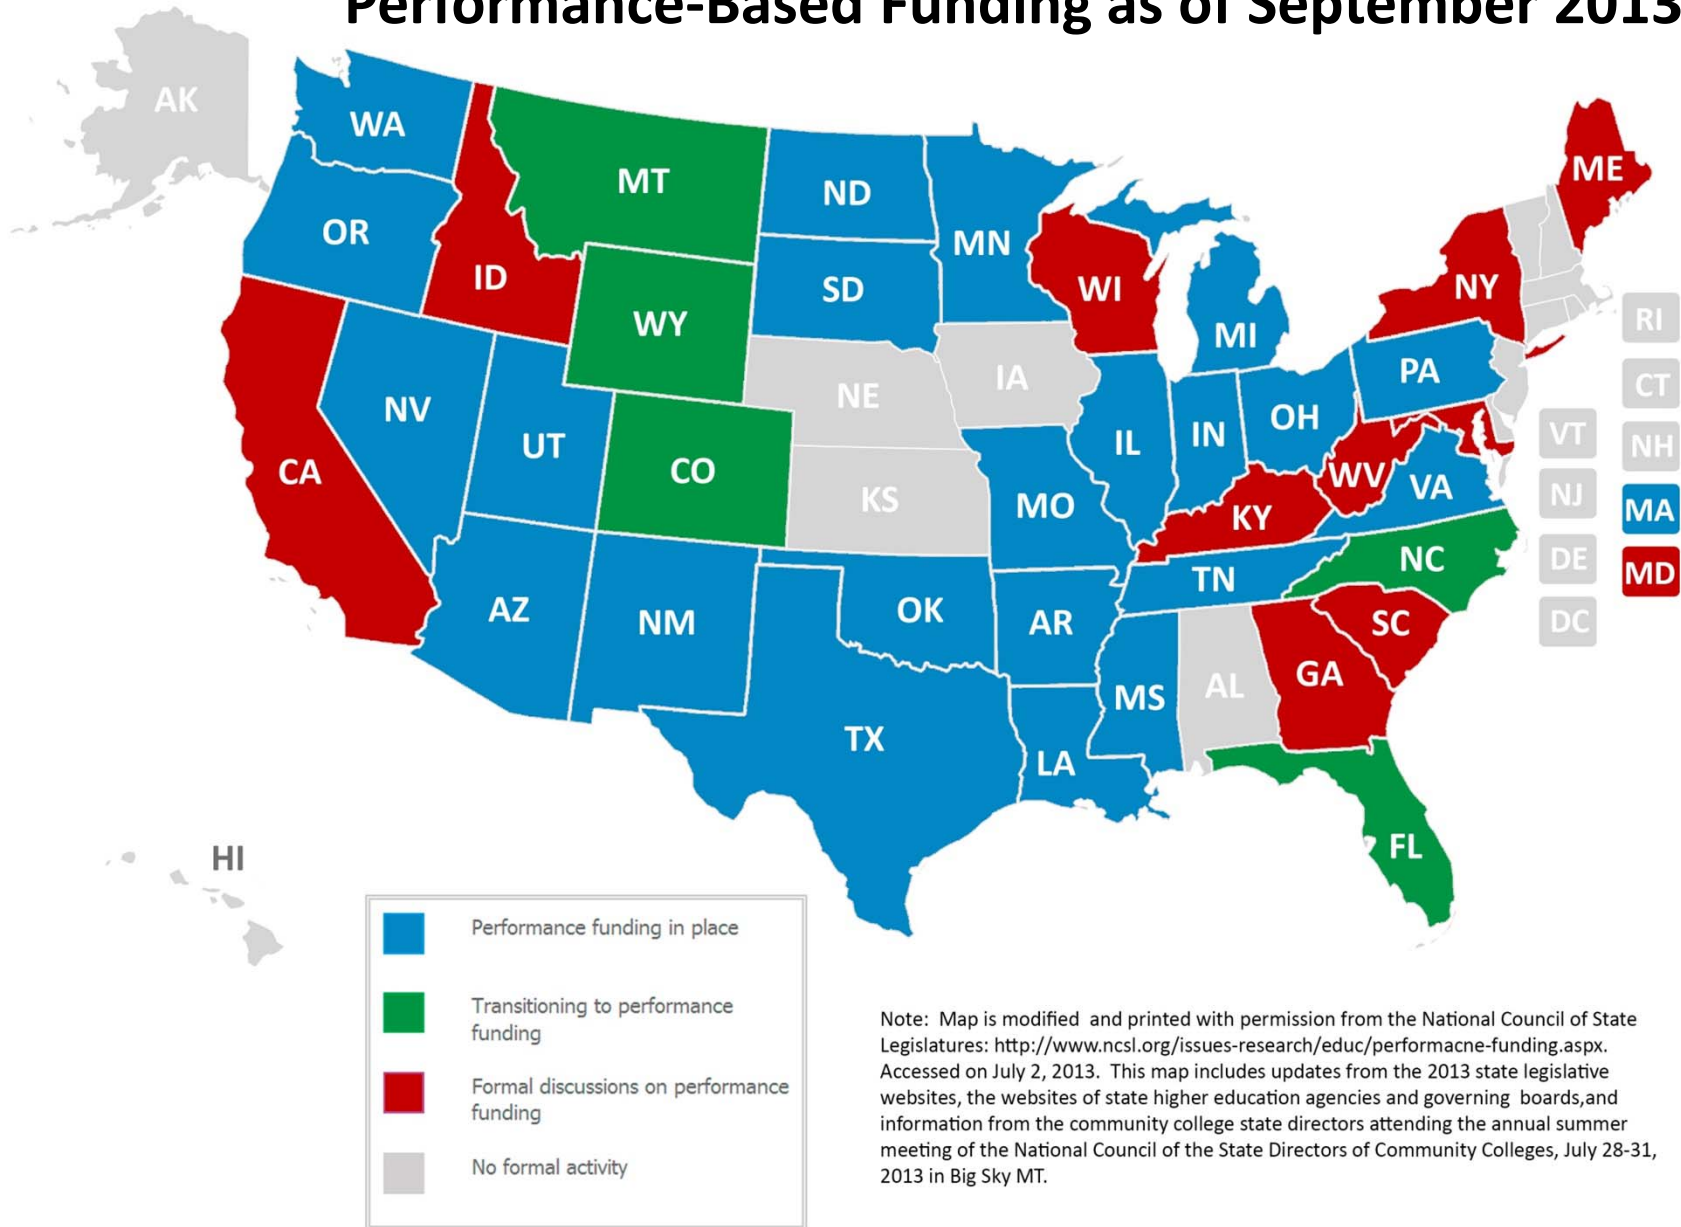 Performance-Based Funding as of September 2013
AK
WA
MT
ND
MN
ME
OR
ID
SD
WI
NY
WY
MI
RI
NE
IA
PA
CT
NV
UT
CO
IL
IN
OH
VT
NH
CA
KS
MO
WV
VA
NJ
MA
KY
NC
DE
MD
TN
AZ
NM
OK
AR
SC
DC
GA
MS
AL
TX
LA
FL
HI
Performance funding in place
Transitioning to performance
funding
Formal discussions on performance
funding
No formal activity
Note: Map is modified and printed with permission from the National Council of State
Legislatures: http://www.ncsl.org/issues-research/educ/performacne-funding.aspx.
Accessed on July 2, 2013. This map includes updates from the 2013 state legislative
websites, the websites of state higher education agencies and governing boards,and
information from the community college state directors attending the annual summer
meeting of the National Council of the State Directors of Community Colleges, July 28-31,
2013 in Big Sky MT.